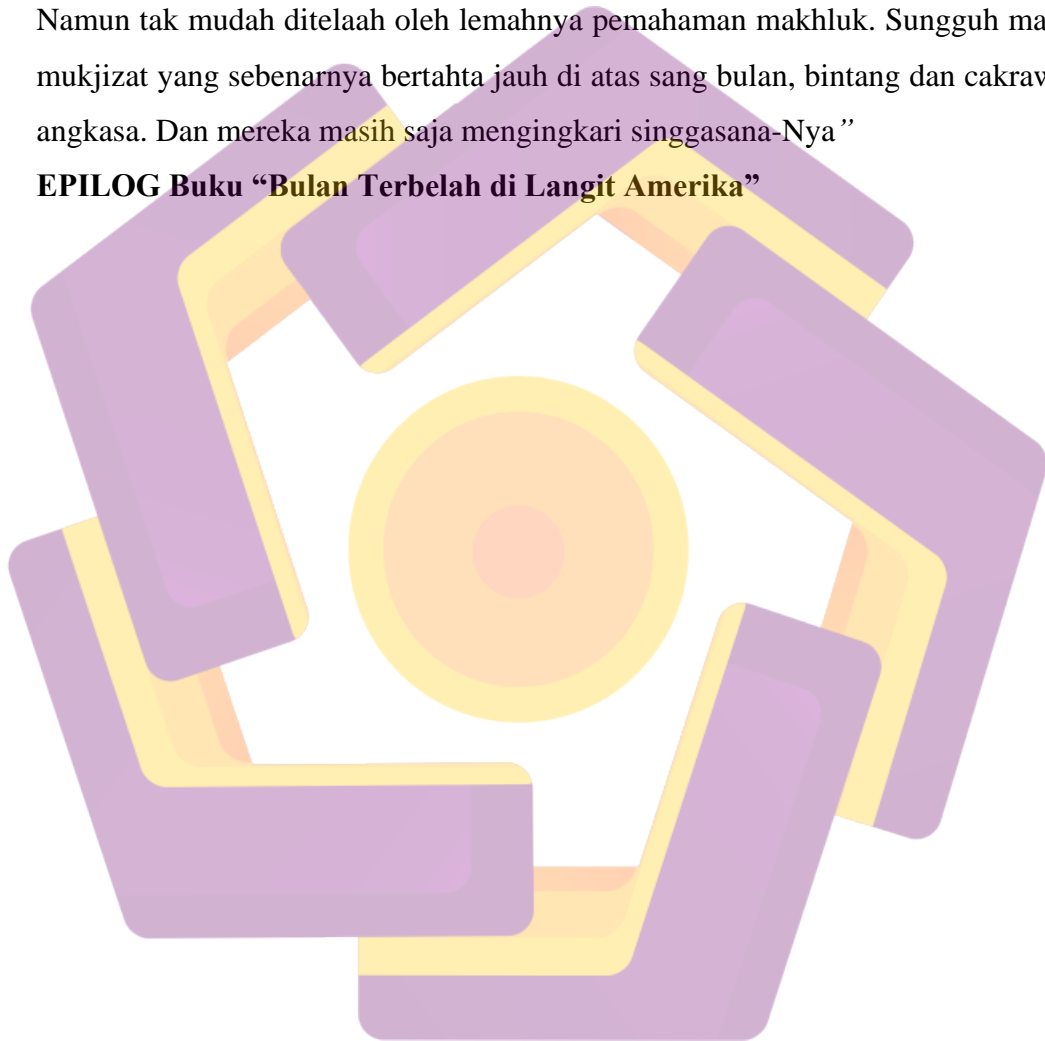 Namun tak mudah ditelaah oleh lemahnya pemahaman makhluk. Sungguh ma
mukjizat yang sebenarnya bertahta jauh di atas sang bulan, bintang dan cakraw
angkasa. Dan mereka masih saja mengingkari singgasana-Nya”
EPILOG Buku “Bulan Terbelah di Langit Amerika”